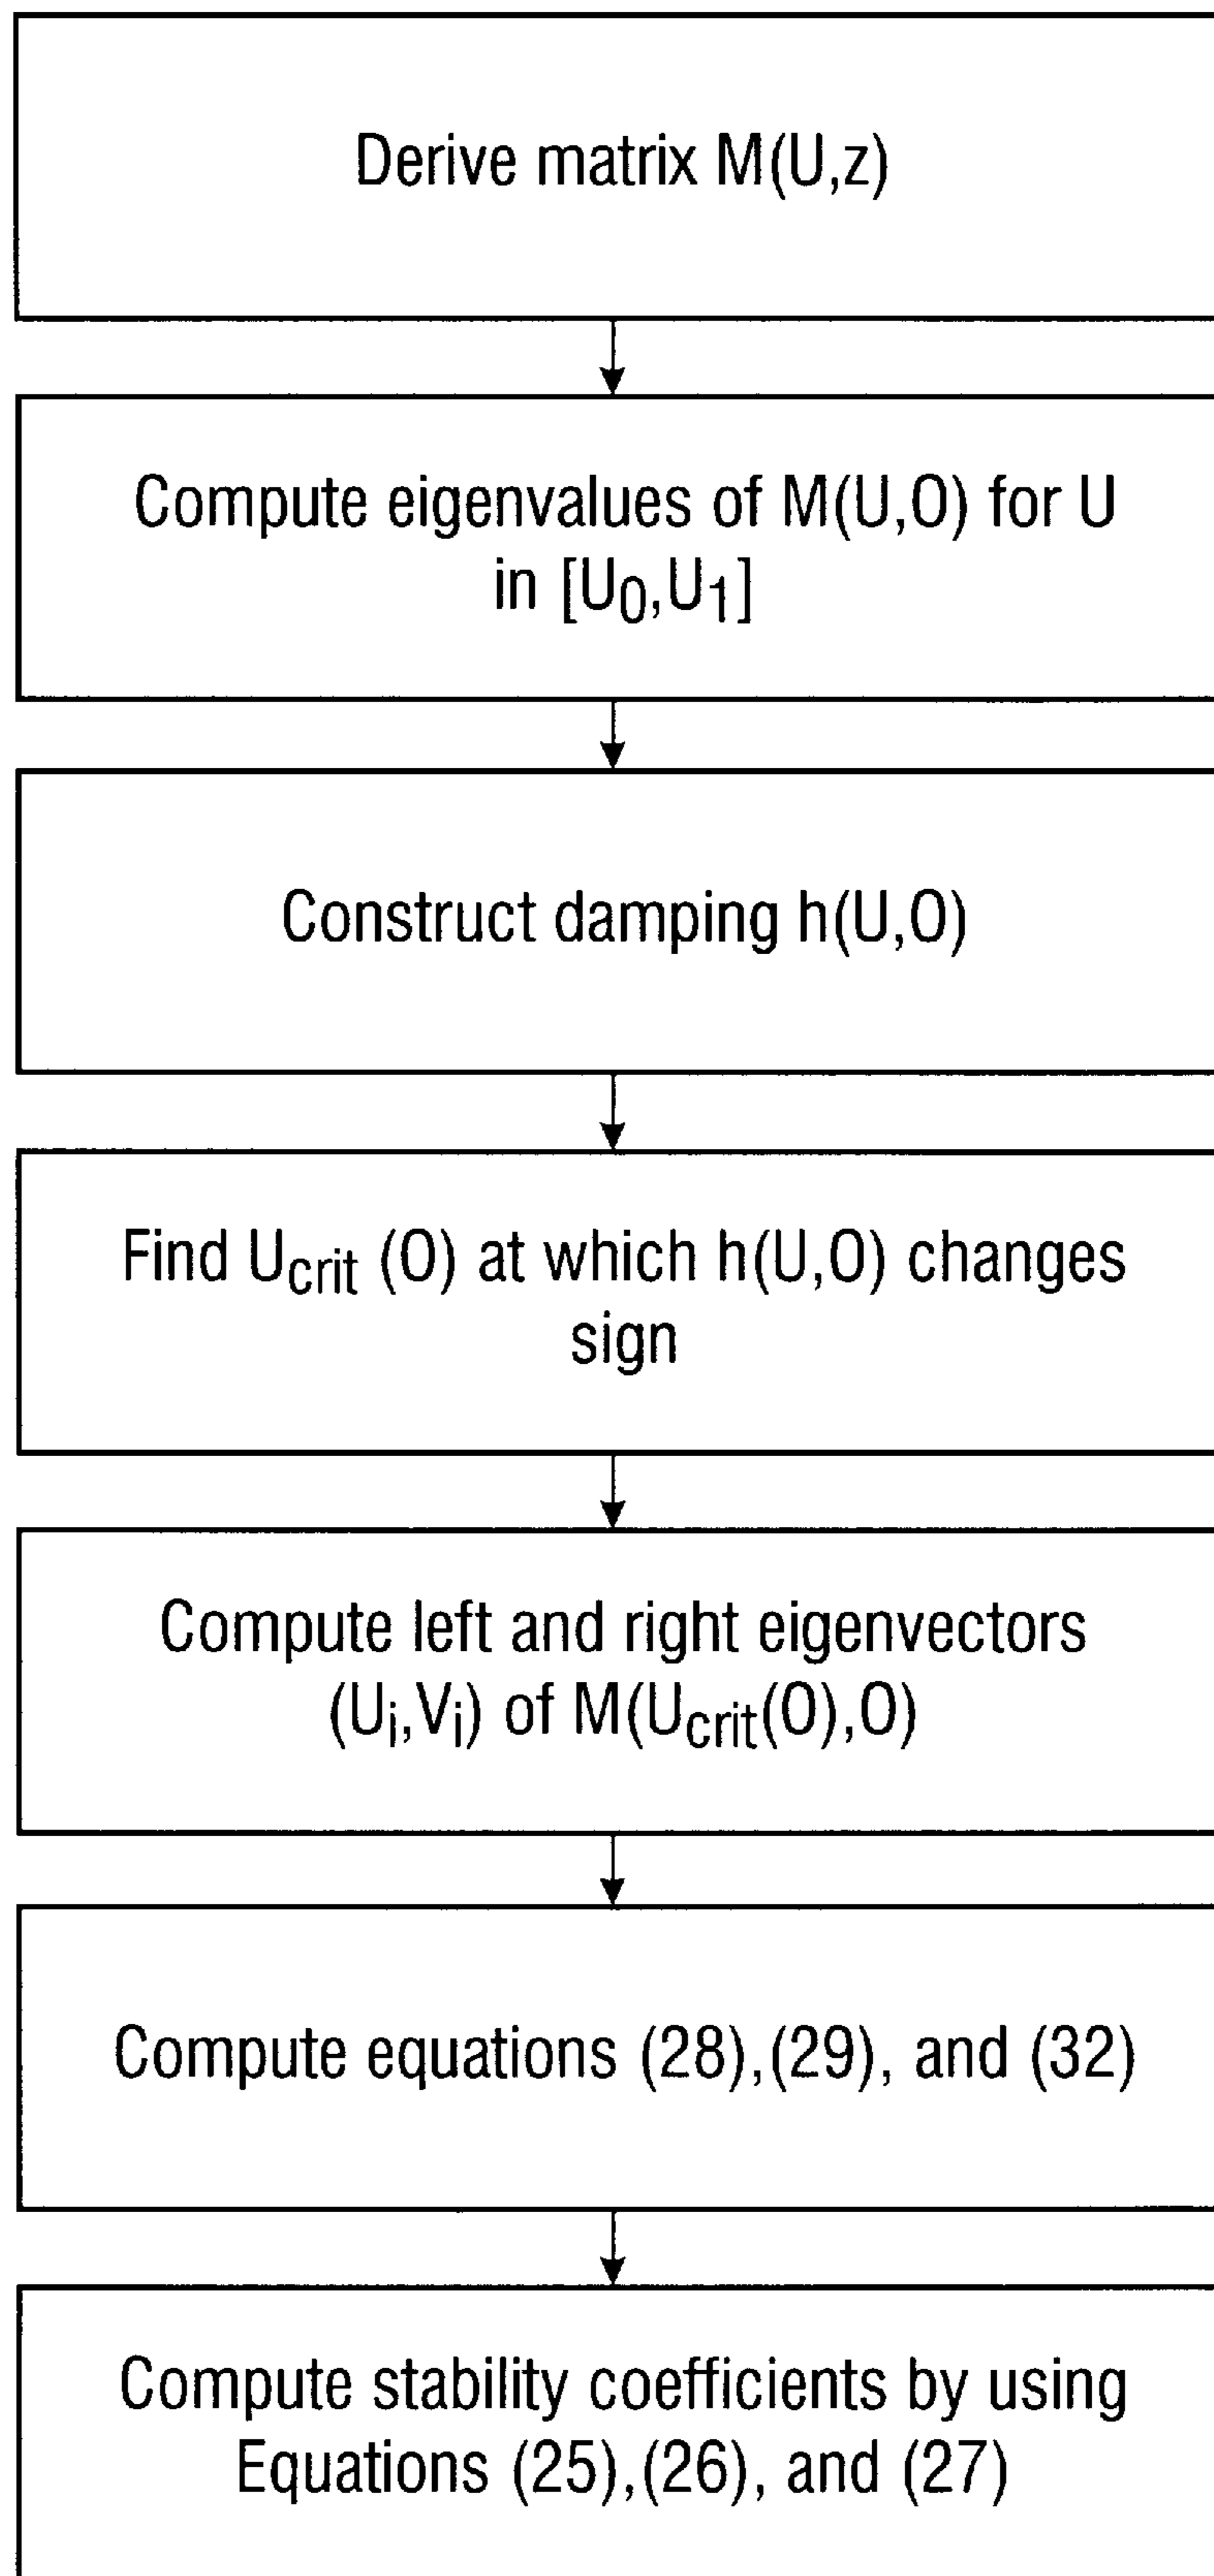 Derive matrix M(U,z)
Compute eigenvalues of M(U,O) for U
in [U0,U1]
Construct damping h(U,O)
Find Ucrit (O) at which h(U,O) changes
sign
Compute left and right eigenvectors
(Ui,Vi) of M(Ucrit(O),O)
Compute equations (28),(29), and (32)
Compute stability coefficients by using
Equations (25),(26), and (27)